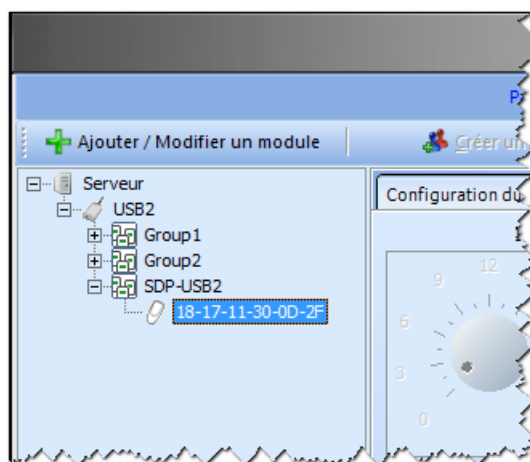 Ajouter / Modifier un module
Créer un
Serveur
USB2
Group1
Group2
SDP-USB2
18-17-11-30-0D-2F
Configuration du
12
9
6
3
0